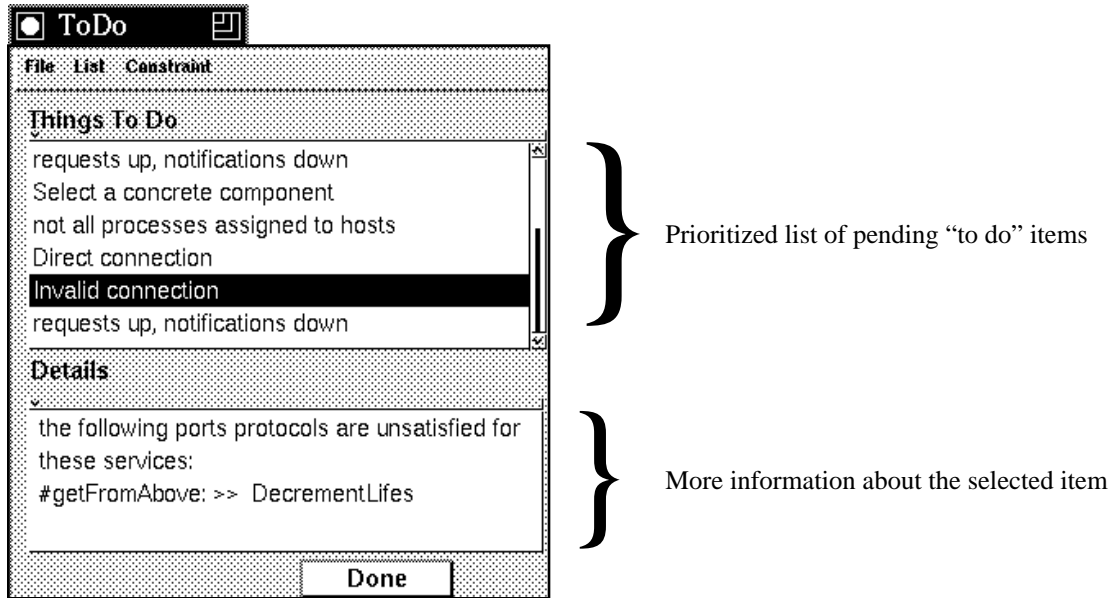 ToDo
File List Constraint
Things To Do
requests up, notifications down
Select a concrete component
not all processes assigned to hosts
Direct connection
Invalid connection
requests up, notifications down
Prioritized list of pending “to do” items
Details
the following ports protocols are unsatisfied for
these services:
#getFromAbove: >> DecrementLifes
More information about the selected item
Done